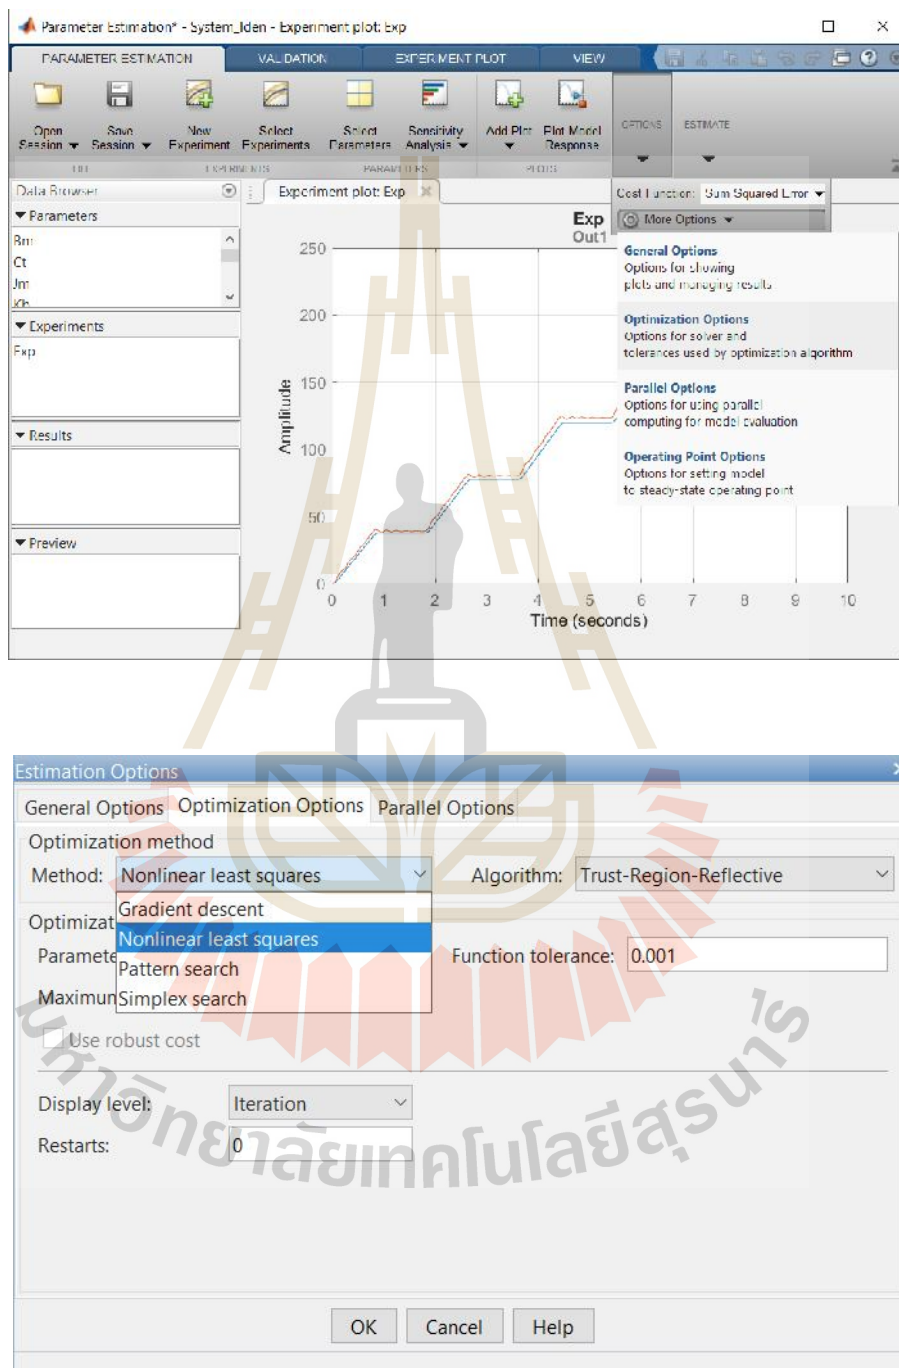 Parameter Estimation* - System_Iden - Experiment plot: Exp
PARAMETER ESTIMATION VALIDATION EXPERIMENT PLOT VIEW
Open Session
Save Session
New Experiment
Select Experiments
Select Parameters
Sensitivity Analysis
Add Plot
Plot Model Response
OPTIONS
ESTIMATE
FILE EXPERIMENTS PARAMETERS PLOTS
Data Browser
Experiment plot: Exp
Cost Function: Sum Squared Error
More Options
General Options
Options for showing
plots and managing results
Optimization Options
Options for solver and
tolerances used by optimization algorithm
Parallel Options
Options for using parallel
computing for model evaluation
Operating Point Options
Options for setting model
to steady-state operating point
Parameters
Bm
Ct
Jm
Kb
Experiments
Exp
Results
Preview
Exp
Out1
250
200
150
100
50
0
Amplitude
0 1 2 3 4 5 6 7 8 9 10
Time (seconds)
Estimation Options
General Options Optimization Options Parallel Options
Optimization method
Method: Nonlinear least squares Algorithm: Trust-Region-Reflective
Gradient descent
Optimizat
Nonlinear least squares
Paramete Function tolerance: 0.001
Pattern search
Maximum Simplex search
Use robust cost
Display level: Iteration
Restarts: 0
OK Cancel Help
มหาวิทยาลัยเทคโนโลยีสุรนารี